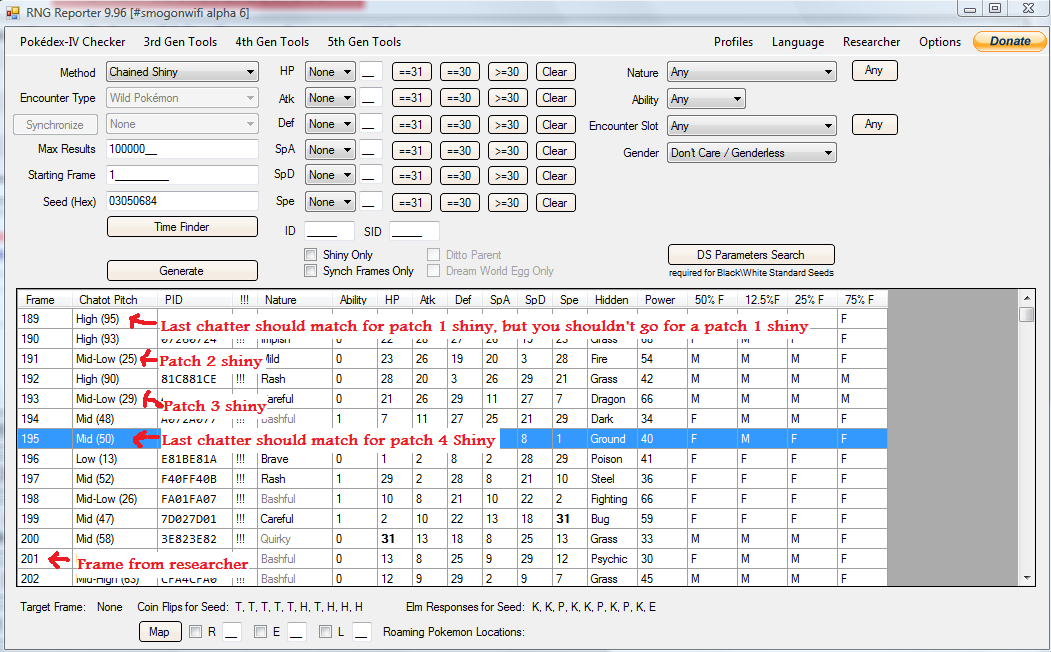 RNG Reporter 9.96 [#smogonwifi alpha 6]
Pokédex-IV Checker 3rd Gen Tools 4th Gen Tools 5th Gen Tools Profiles Language Researcher Options Donate
Method Chained Shiny HP None __ ==31 ==30 >=30 Clear Nature Any Any
Encounter Type Wild Pokémon Atk None __ ==31 ==30 >=30 Clear Ability Any
Synchronize None Def None __ ==31 ==30 >=30 Clear Encounter Slot Any Any
Max Results 100000__ SpA None __ ==31 ==30 >=30 Clear Gender Don't Care / Genderless
Starting Frame 1_________ SpD None __ ==31 ==30 >=30 Clear
Seed (Hex) 03050684 Spe None __ ==31 ==30 >=30 Clear
Time Finder ID _____ SID _____
Shiny Only Ditto Parent DS Parameters Search
Generate Synch Frames Only Dream World Egg Only required for Black\White Standard Seeds
Frame Chatot Pitch PID !!! Nature Ability HP Atk Def SpA SpD Spe Hidden Power 50% F 12.5%F 25% F 75% F
189 High (95) Last chatter should match for patch 1 shiny, but you shouldn't go for a patch 1 shiny F
190 High (93) 07280724 !!! Impish 0 22 28 27 26 19 23 Grass 68 F M F
191 Mid-Low (25) Patch 2 shiny Mild 0 23 26 19 20 3 28 Fire 54 M M M
192 High (90) 81C881CE !!! Rash 0 28 20 3 26 29 21 Grass 42 M M M M
193 Mid-Low (29) Patch 3 shiny Careful 0 21 26 29 11 27 7 Dragon 66 M M M
194 Mid (48) A072A077 !!! Bashful 1 7 11 27 25 21 29 Dark 34 F M M F
195 Mid (50) Last chatter should match for patch 4 Shiny 8 1 Ground 40 F M F F
196 Low (13) E81BE81A !!! Brave 0 1 2 8 2 28 29 Poison 41 F M F F
197 Mid (52) F40FF40B !!! Rash 1 29 2 28 8 21 10 Steel 36 F F F F
198 Mid-Low (26) FA01FA07 !!! Bashful 1 10 8 21 10 22 2 Fighting 66 F F F F
199 Mid (47) 7D027D01 !!! Careful 1 2 10 22 13 18 31 Bug 59 F F F F
200 Mid (58) 3E823E82 !!! Quirky 0 31 13 18 8 25 13 Grass 33 M M M F
201 Frame from researcher Bashful 0 13 8 25 9 29 12 Psychic 30 F M F F
202 Mid-High (63) CFA4CFA0 !!! Bashful 0 12 9 29 2 9 7 Grass 45 M M M F
Target Frame: None Coin Flips for Seed: T, T, T, T, T, H, T, H, H, H Elm Responses for Seed: K, K, P, K, K, P, K, P, K, E
Map R __ E __ L __ Roaming Pokemon Locations: